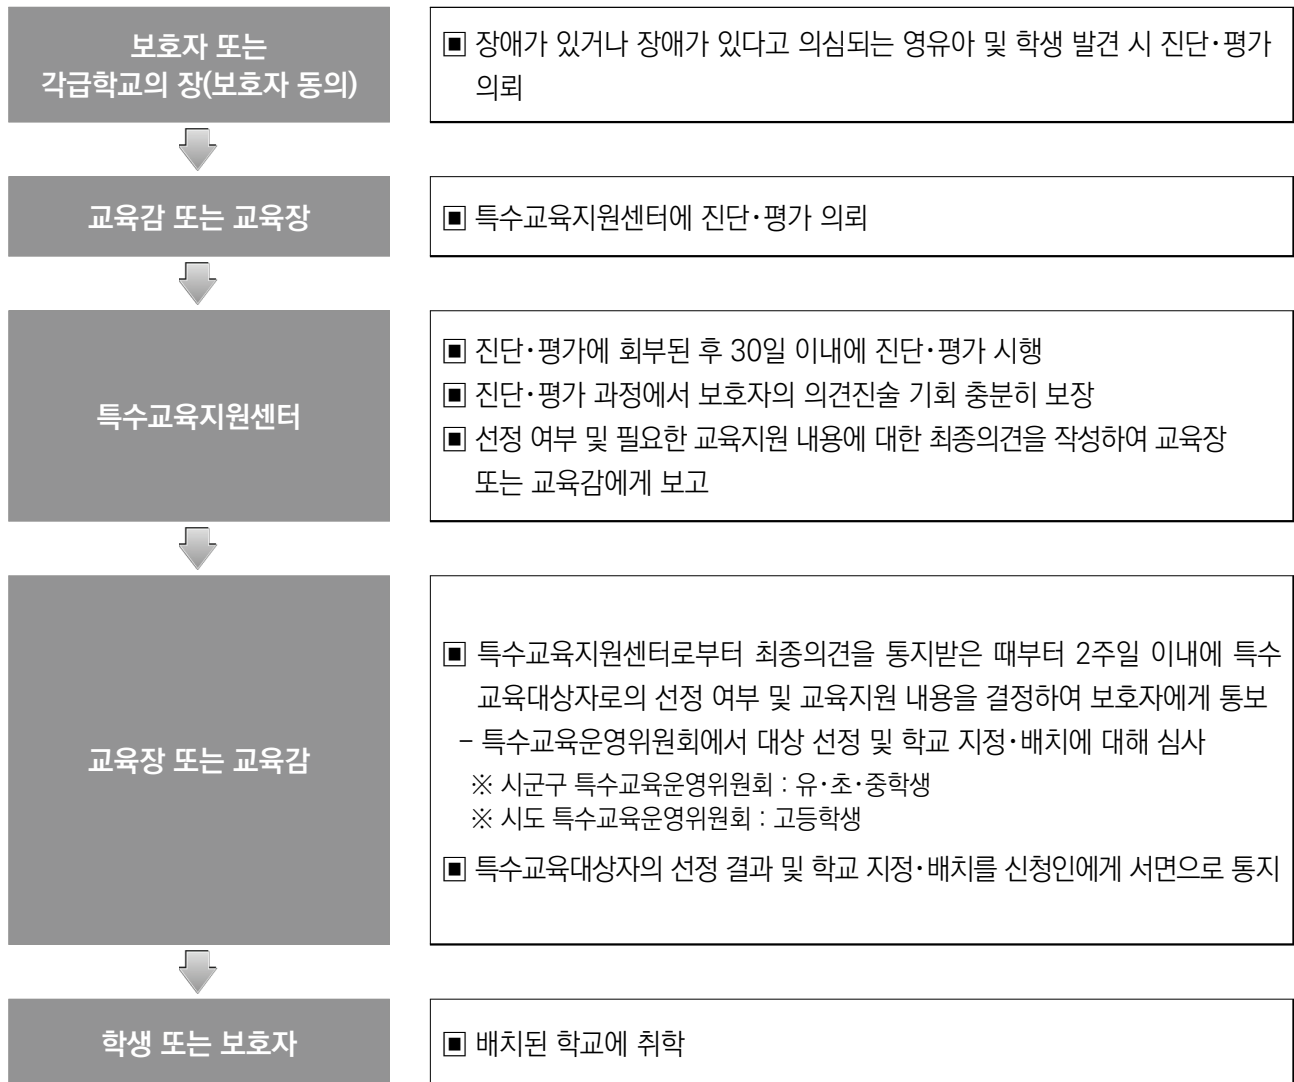 보호자 또는
각급학교의 장(보호자 동의)
▣ 장애가 있거나 장애가 있다고 의심되는 영유아 및 학생 발견 시 진단·평가
의뢰
교육감 또는 교육장
▣ 특수교육지원센터에 진단·평가 의뢰
특수교육지원센터
▣ 진단·평가에 회부된 후 30일 이내에 진단·평가 시행
▣ 진단·평가 과정에서 보호자의 의견진술 기회 충분히 보장
▣ 선정 여부 및 필요한 교육지원 내용에 대한 최종의견을 작성하여 교육장
또는 교육감에게 보고
교육장 또는 교육감
▣ 특수교육지원센터로부터 최종의견을 통지받은 때부터 2주일 이내에 특수
교육대상자로의 선정 여부 및 교육지원 내용을 결정하여 보호자에게 통보
- 특수교육운영위원회에서 대상 선정 및 학교 지정·배치에 대해 심사
※ 시군구 특수교육운영위원회 : 유·초·중학생
※ 시도 특수교육운영위원회 : 고등학생
▣ 특수교육대상자의 선정 결과 및 학교 지정·배치를 신청인에게 서면으로 통지
학생 또는 보호자
▣ 배치된 학교에 취학